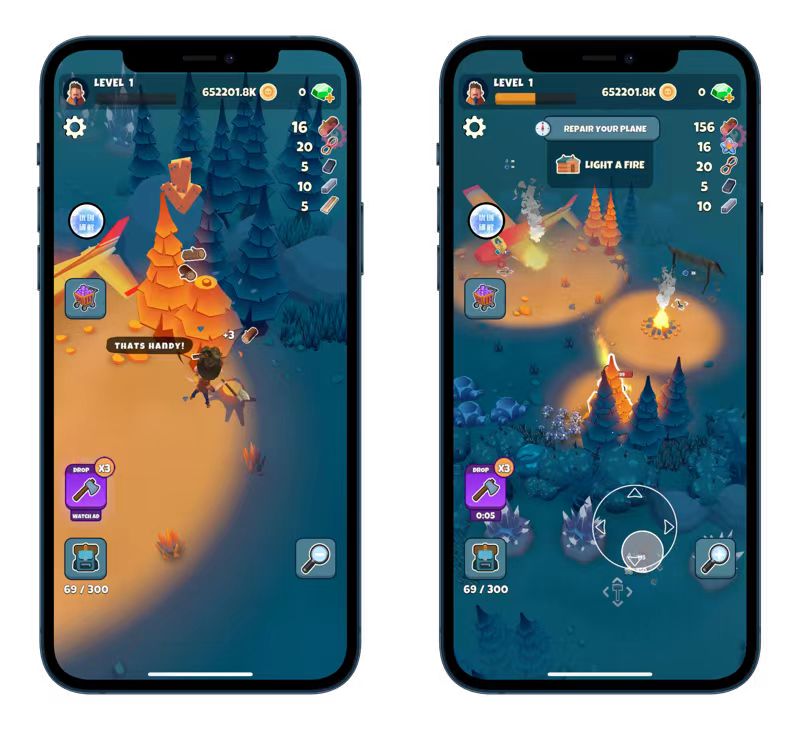 LEVEL 1
652201.8K
0
16
20
5
10
5
+3
THATS HANDY!
DROP
X3
WATCH AD
69 / 300
LEVEL 1
652201.8K
0
REPAIR YOUR PLANE
LIGHT A FIRE
156
16
20
5
10
DROP
X3
0:05
69 / 300